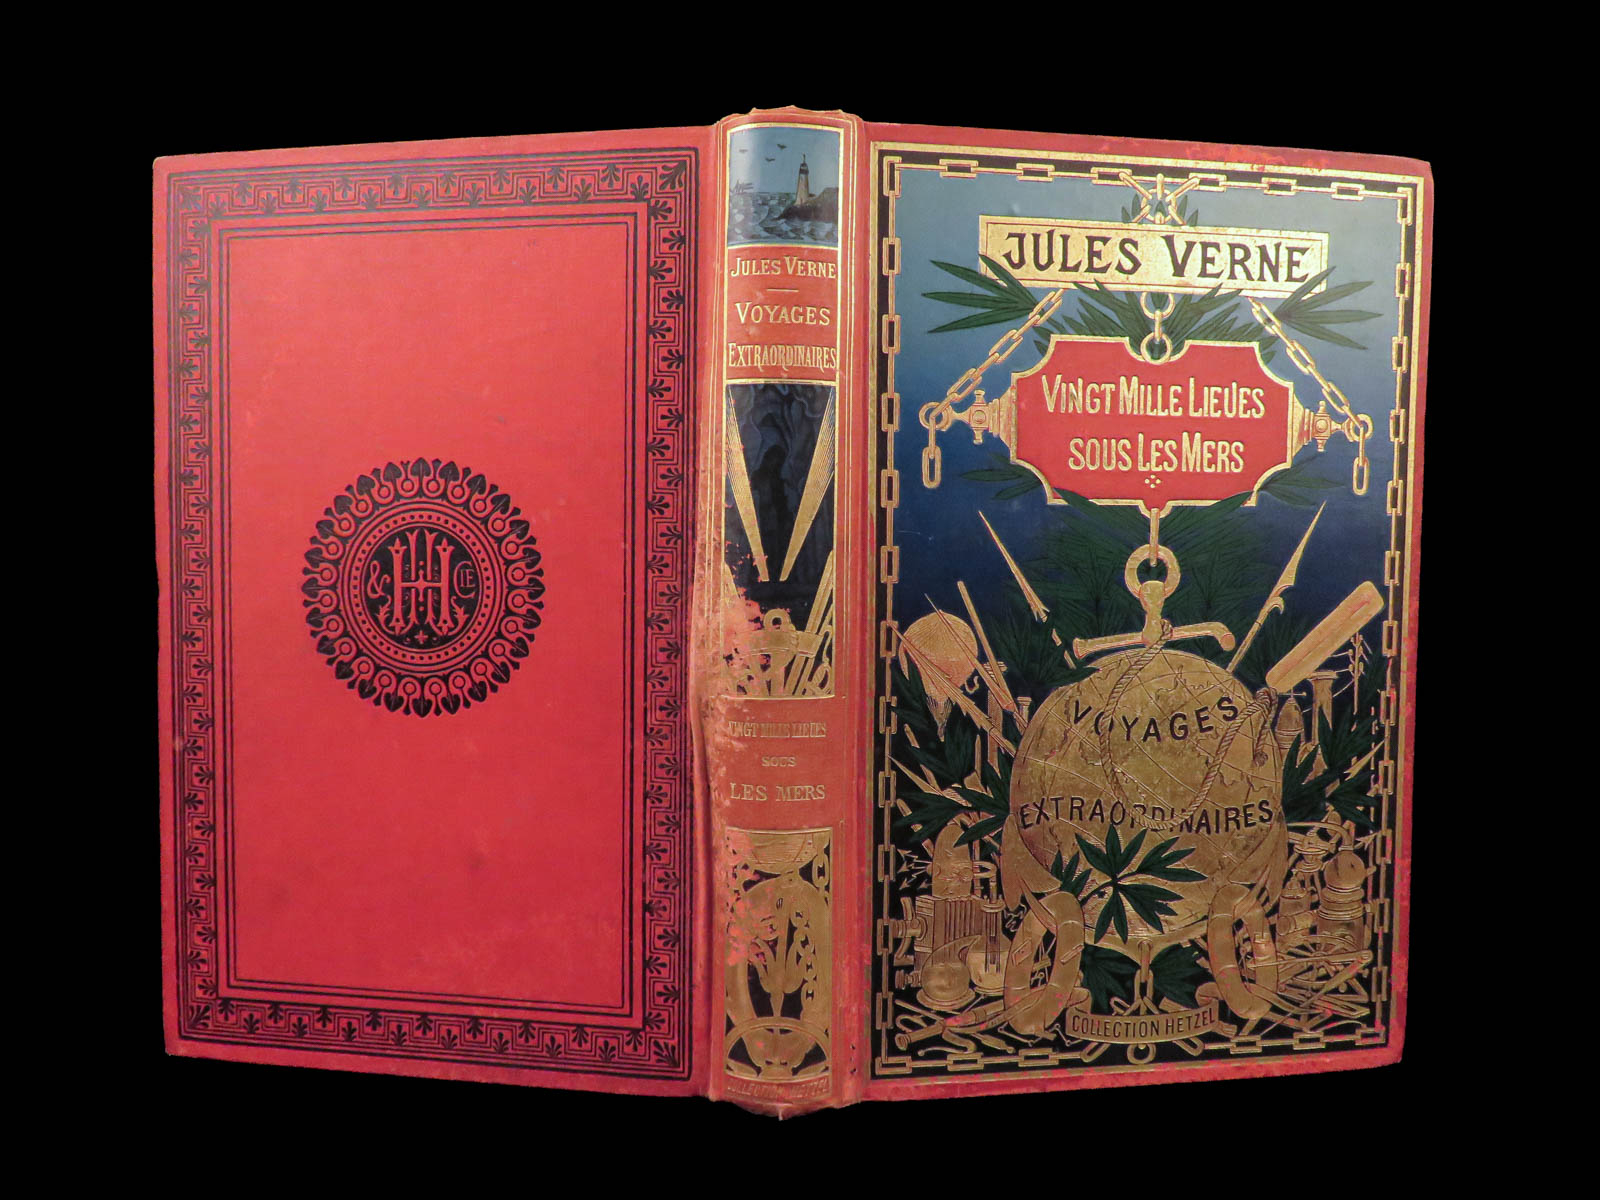 & H CIE
JULES VERNE
VOYAGES
EXTRAORDINAIRES
VINGT MILLE LIEUES
SOUS
LES MERS
COLLECTION HETZEL
JULES VERNE
VINGT MILLE LIEUES
SOUS LES MERS
VOYAGES
EXTRAORDINAIRES
COLLECTION HETZEL